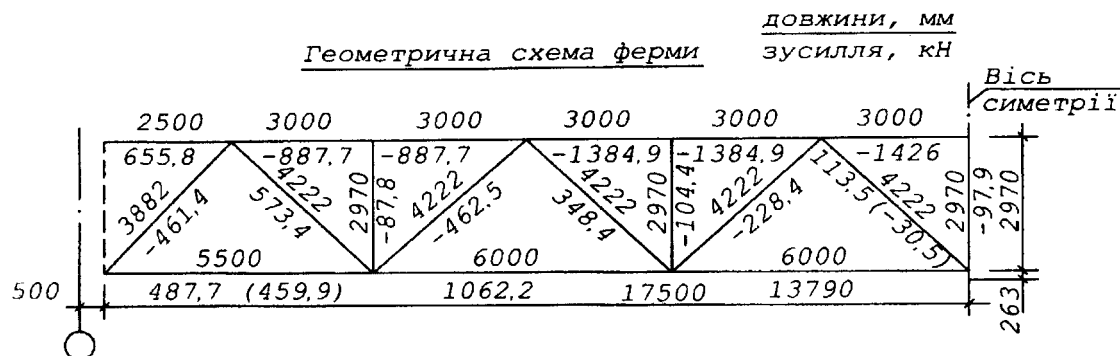 довжини, мм
Геометрична схема ферми
зусилля, кН
Вісь
симетрії
2500 3000 3000 3000 3000 3000
655,8 -887,7 -887,7 -1384,9 -1384,9 -1426
3882
-461,4
4222
573,4
2970
-87,8
4222
-462,5
4222
348,4
2970
-104,4
4222
-228,4
4222
113,5(-30,5)
2970
-97,9
2970
5500 6000 6000
500 487,7 (459,9) 1062,2 17500 13790
263